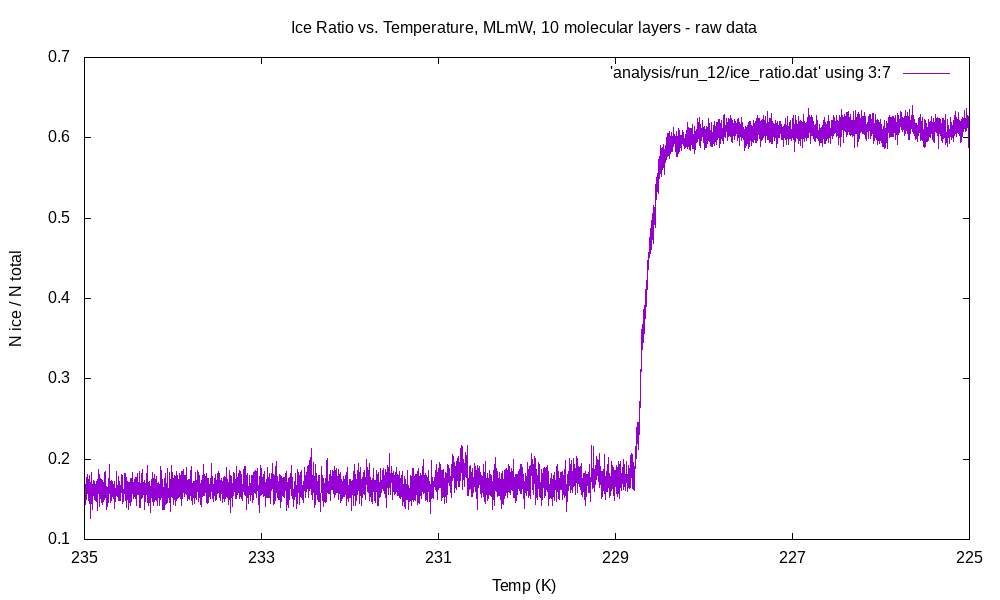 Ice Ratio vs. Temperature, MLmW, 10 molecular layers - raw data
'analysis/run_12/ice_ratio.dat' using 3:7
N ice / N total
0.7
0.6
0.5
0.4
0.3
0.2
0.1
235 233 231 229 227 225
Temp (K)